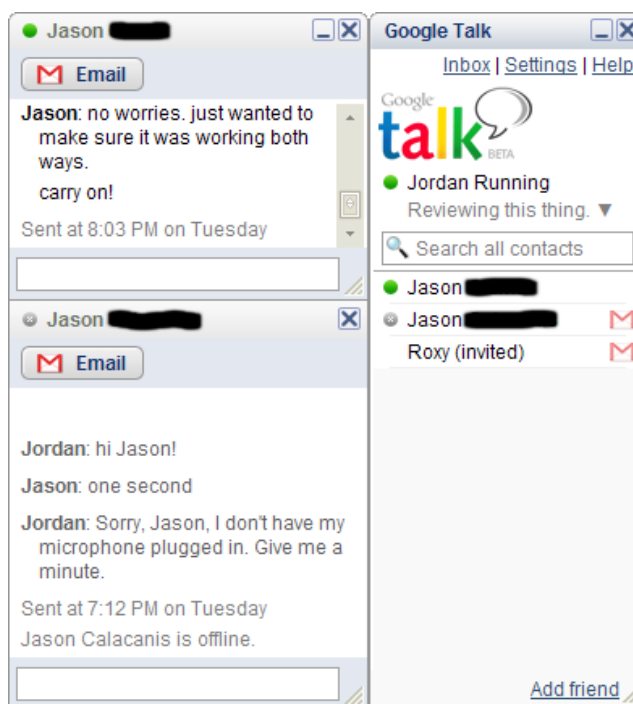 Jason
Email
Jason: no worries. just wanted to
make sure it was working both
ways.
carry on!
Sent at 8:03 PM on Tuesday
Jason
Email
Jordan: hi Jason!
Jason: one second
Jordan: Sorry, Jason, I don't have my
microphone plugged in. Give me a
minute.
Sent at 7:12 PM on Tuesday
Jason Calacanis is offline.
Google Talk
Inbox | Settings | Help
Google
talk
BETA
Jordan Running
Reviewing this thing. ▼
Search all contacts
Jason
Jason
Roxy (invited)
Add friend